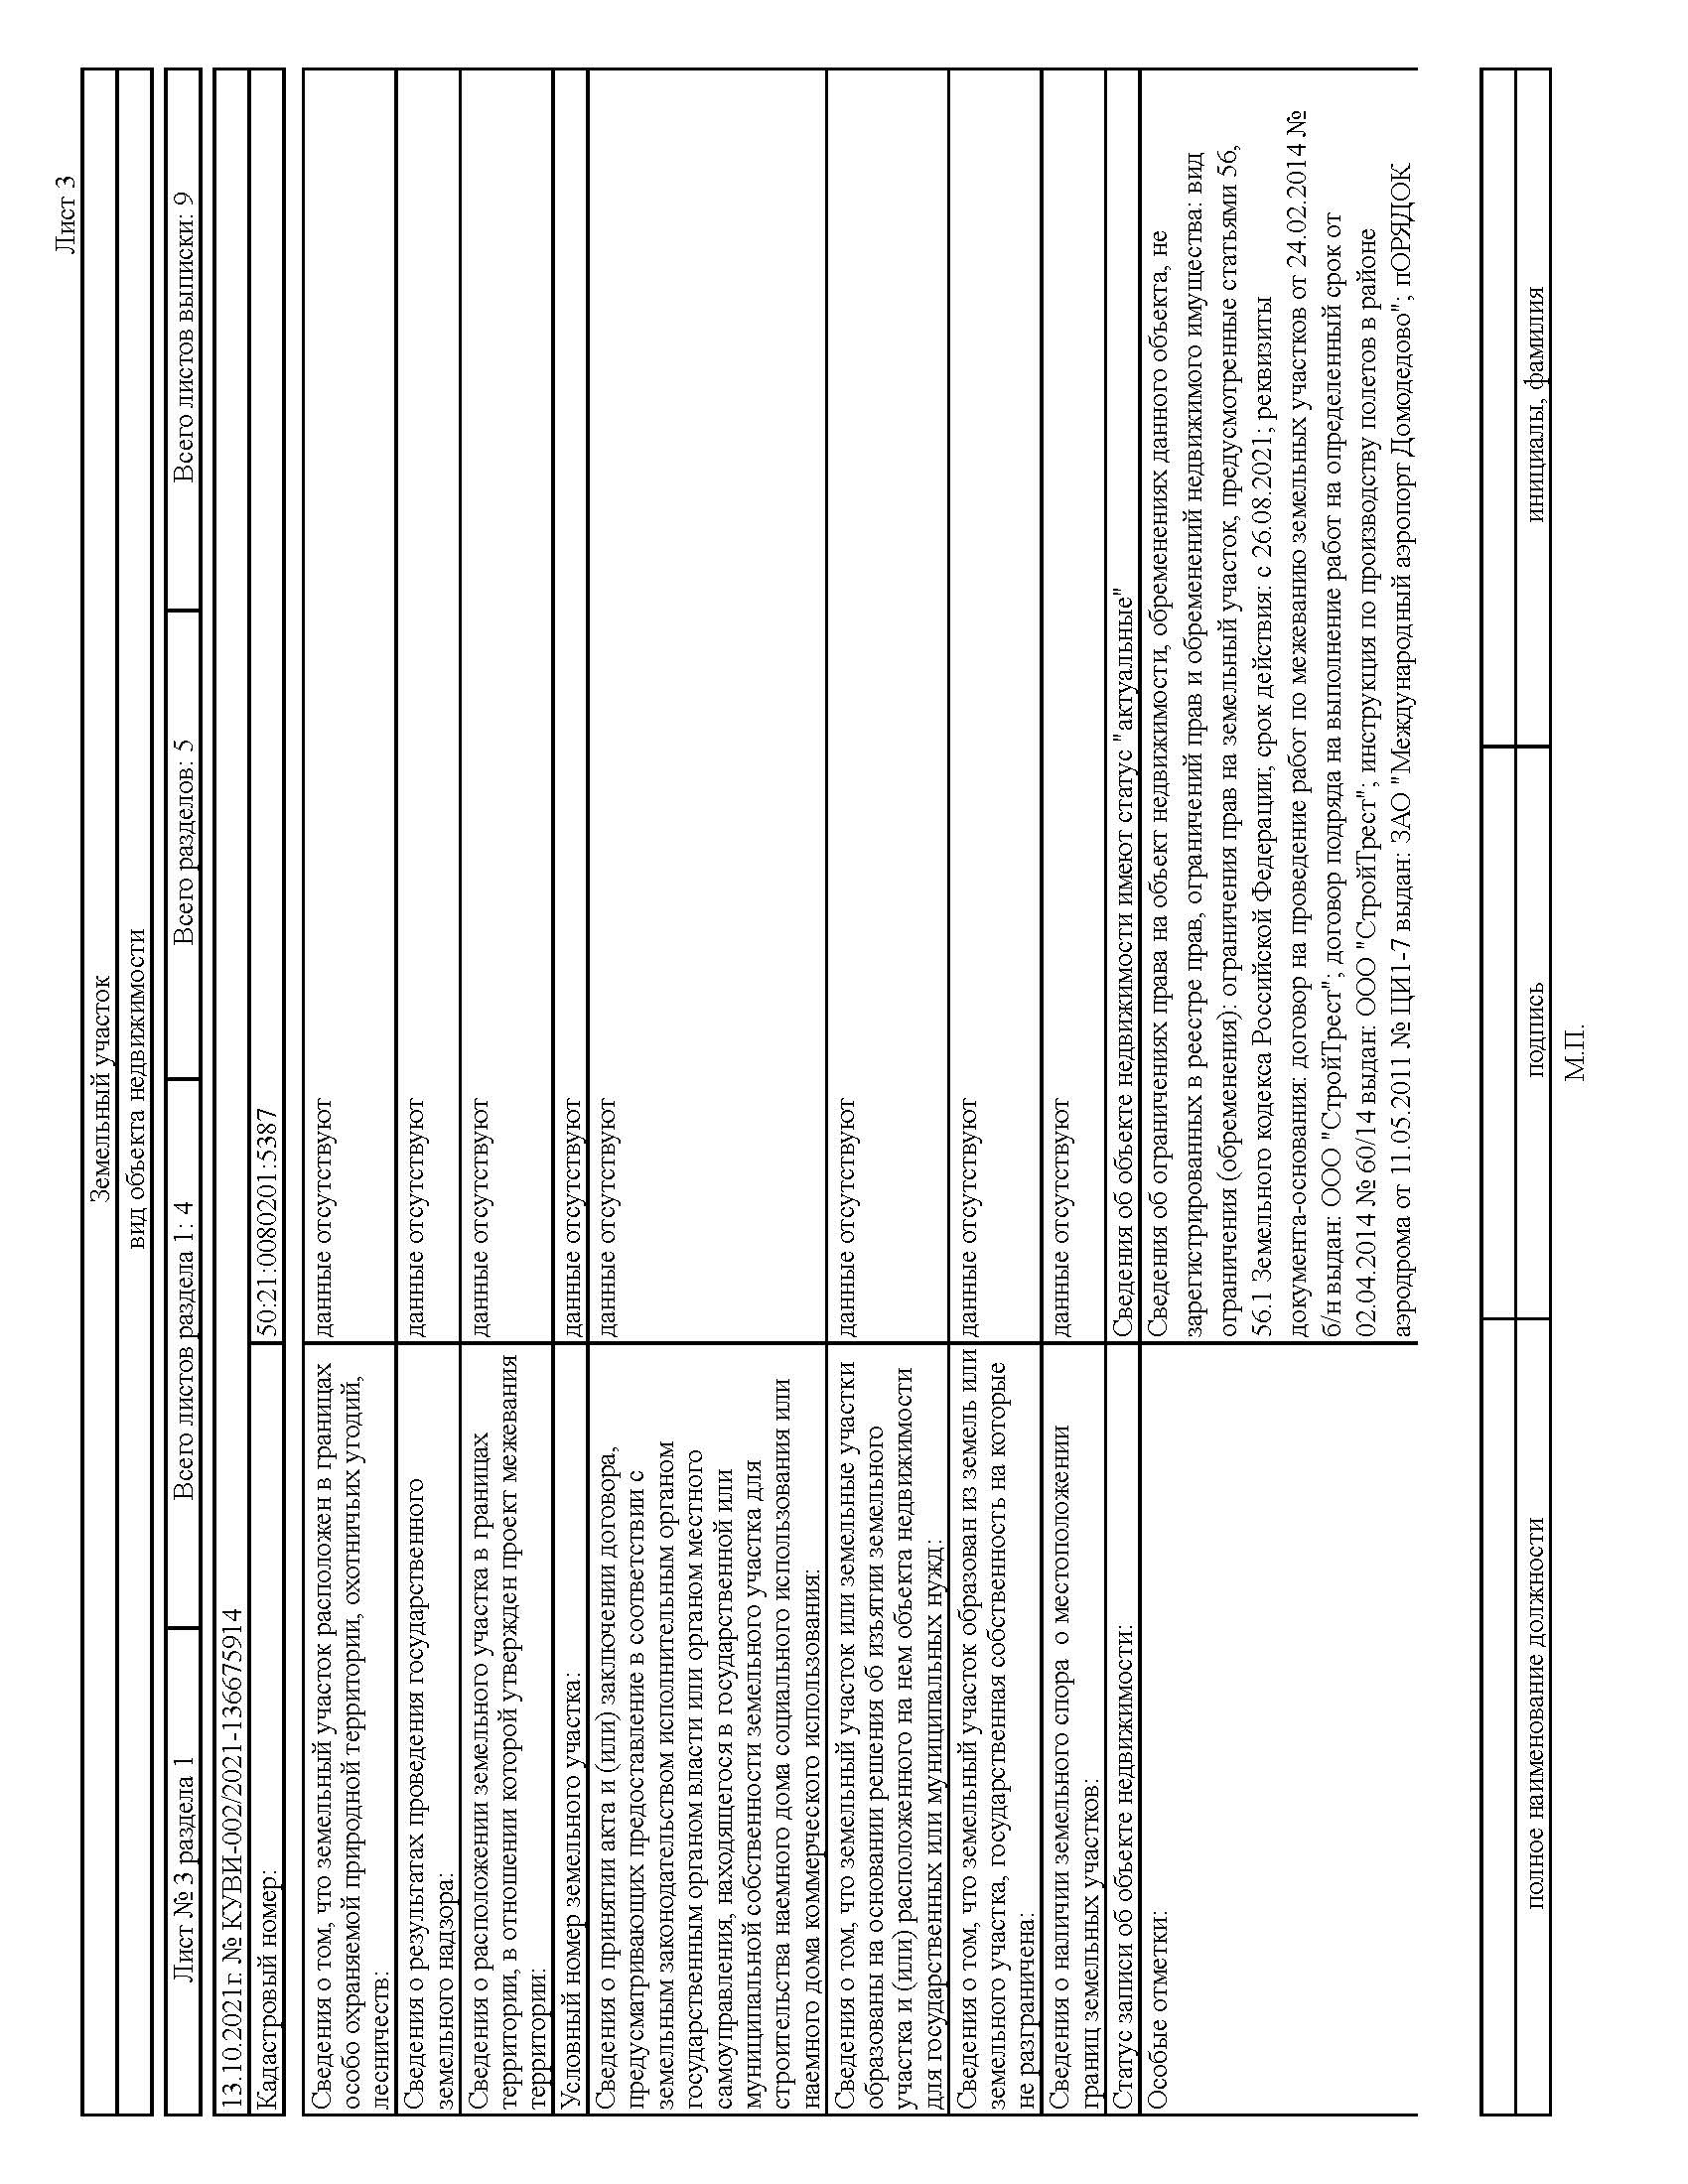 Лист 3
Земельный участок
вид объекта недвижимости
Лист № 3 раздела 1
Всего листов раздела 1: 4
Всего разделов: 5
Всего листов выписки: 9
13.10.2021г. № КУВИ-002/2021-136675914
Кадастровый номер:
50:21:0080201:5387
Сведения о том, что земельный участок расположен в границах
особо охраняемой природной территории, охотничьих угодий,
лесничеств:
данные отсутствуют
Сведения о результатах проведения государственного
земельного надзора:
данные отсутствуют
Сведения о расположении земельного участка в границах
территории, в отношении которой утвержден проект межевания
территории:
данные отсутствуют
Условный номер земельного участка:
данные отсутствуют
Сведения о принятии акта и (или) заключении договора,
предусматривающих предоставление в соответствии с
земельным законодательством исполнительным органом
государственным органом власти или органом местного
самоуправления, находящегося в государственной или
муниципальной собственности земельного участка для
строительства наемного дома социального использования или
наемного дома коммерческого использования:
данные отсутствуют
Сведения о том, что земельный участок или земельные участки
образованы на основании решения об изъятии земельного
участка и (или) расположенного на нем объекта недвижимости
для государственных или муниципальных нужд:
данные отсутствуют
Сведения о том, что земельный участок образован из земель или
земельного участка, государственная собственность на которые
не разграничена:
данные отсутствуют
Сведения о наличии земельного спора о местоположении
границ земельных участков:
данные отсутствуют
Статус записи об объекте недвижимости:
Сведения об объекте недвижимости имеют статус "актуальные"
Особые отметки:
Сведения об ограничениях права на объект недвижимости, обременениях данного объекта, не
зарегистрированных в реестре прав, ограничений прав и обременений недвижимого имущества: вид
ограничения (обременения): ограничения прав на земельный участок, предусмотренные статьями 56,
56.1 Земельного кодекса Российской Федерации; срок действия: с 26.08.2021; реквизиты
документа-основания: договор на проведение работ по межеванию земельных участков от 24.02.2014 №
б/н выдан: ООО "СтройТрест"; договор подряда на выполнение работ на определенный срок от
02.04.2014 № 60/14 выдан: ООО "СтройТрест"; инструкция по производству полетов в районе
аэродрома от 11.05.2011 № ЦИ1-7 выдан: ЗАО "Международный аэропорт Домодедово"; пОРЯДОК
полное наименование должности
подпись
инициалы, фамилия
М.П.